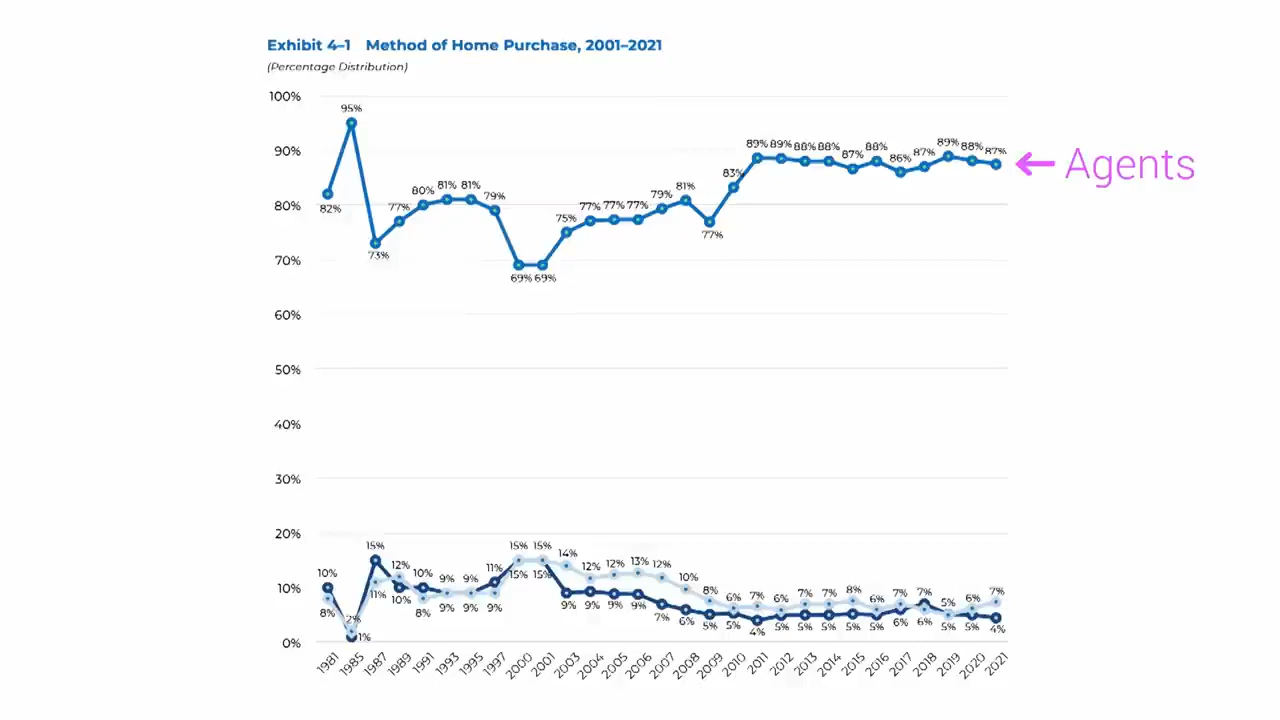 Exhibit 4–1 Method of Home Purchase, 2001–2021
(Percentage Distribution)
100%
95%
90%
89% 89% 88% 88% 87% 88% 86% 87% 89% 88% 87%
← Agents
83%
80% 81% 81% 79%
79% 81%
82%
80%
77%
75% 77% 77% 77%
77%
73%
70%
69% 69%
60%
50%
40%
30%
20%
15% 15% 15% 14%
10% 12% 10% 9% 9% 11% 12% 12% 13% 12% 10% 8% 6% 7% 6% 7% 7% 8% 6% 7% 7% 5% 6% 7%
15% 15%
10%
8% 11% 10% 8% 9% 9% 9% 9% 9% 9% 9% 7% 6% 5% 5% 4% 5% 5% 5% 5% 5% 6% 6% 5% 5% 4%
2%
1%
0%
1981 1985 1987 1989 1991 1993 1995 1997 2000 2001 2003 2004 2005 2006 2007 2008 2009 2010 2011 2012 2013 2014 2015 2016 2017 2018 2019 2020 2021